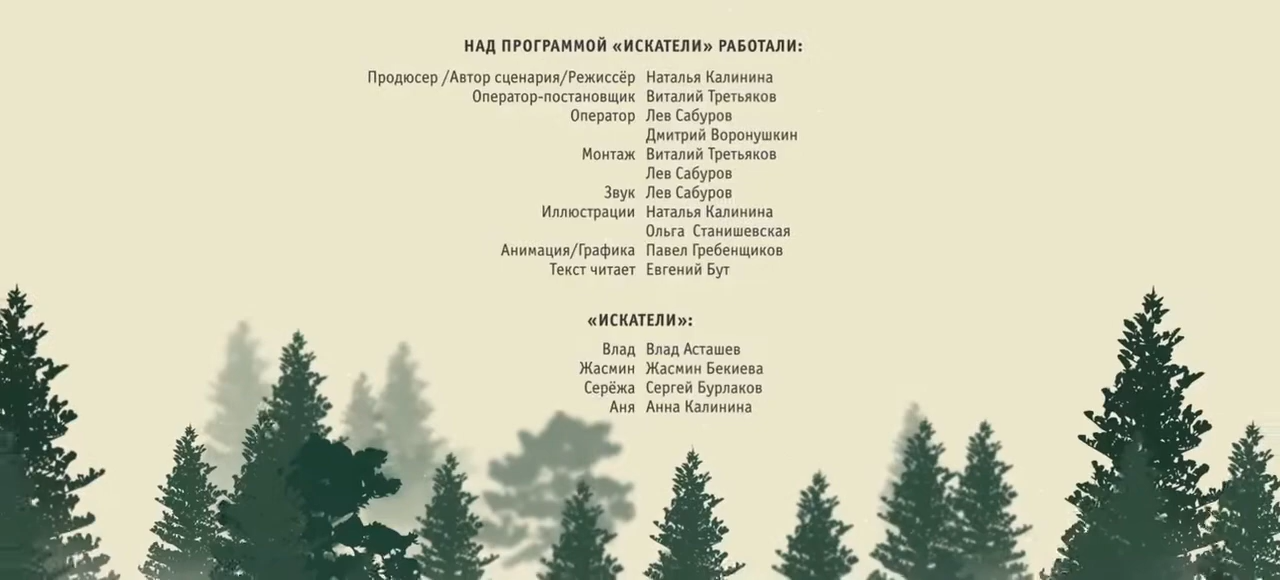 НАД ПРОГРАММОЙ «ИСКАТЕЛИ» РАБОТАЛИ:
Продюсер /Автор сценария/Режиссёр Наталья Калинина
Оператор-постановщик Виталий Третьяков
Оператор Лев Сабуров
Дмитрий Воронушкин
Монтаж Виталий Третьяков
Лев Сабуров
Звук Лев Сабуров
Иллюстрации Наталья Калинина
Ольга Станишевская
Анимация/Графика Павел Гребенщиков
Текст читает Евгений Бут
«ИСКАТЕЛИ»:
Влад Влад Асташев
Жасмин Жасмин Бекиева
Серёжа Сергей Бурлаков
Аня Анна Калинина